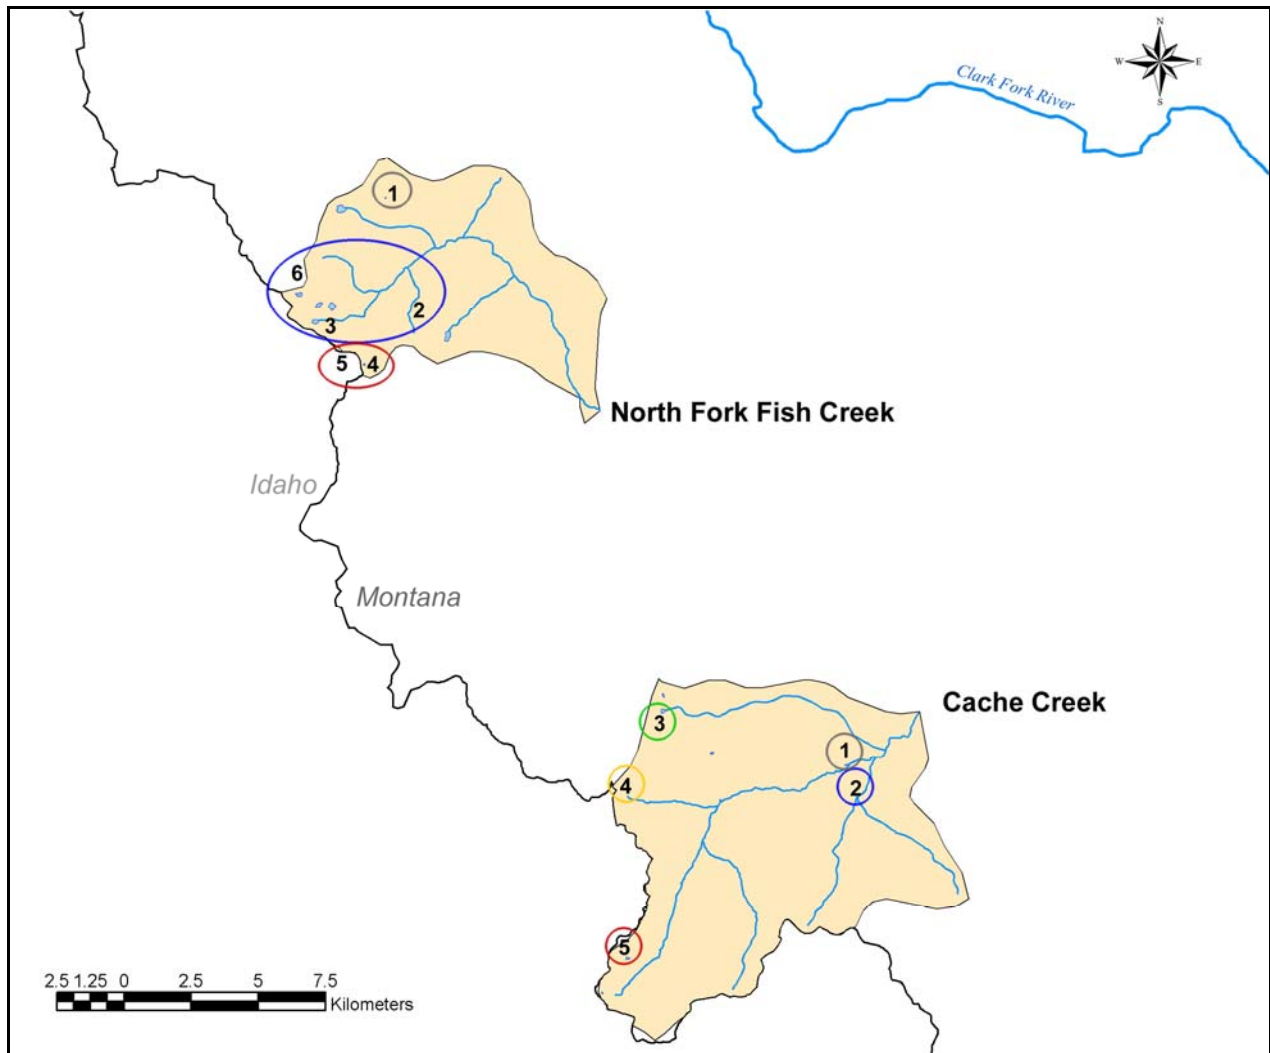 N
Clark Fork River
W E
S
1
6
2
3
5 4
North Fork Fish Creek
Idaho
Montana
Cache Creek
3
1
4
2
5
2.5 1.25 0 2.5 5 7.5
Kilometers